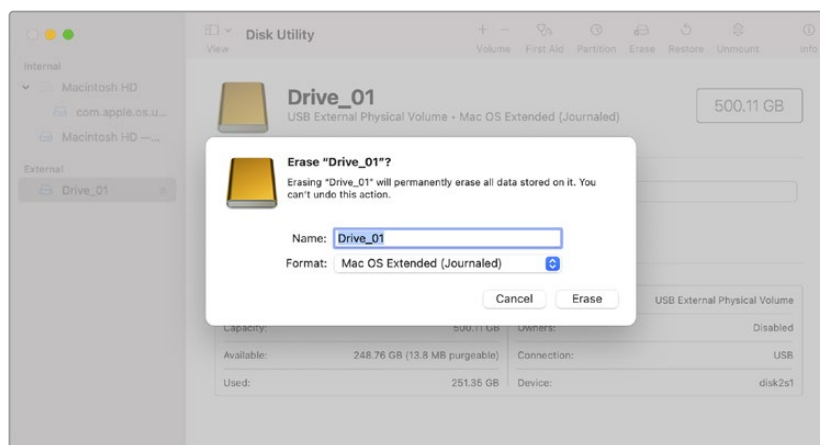 View
Disk Utility
Volume
First Aid
Partition
Erase
Restore
Unmount
Info
Internal
Macintosh HD
com.apple.os.u...
Macintosh HD —...
External
Drive_01
Drive_01
USB External Physical Volume • Mac OS Extended (Journaled)
500.11 GB
Erase “Drive_01”?
Erasing “Drive_01” will permanently erase all data stored on it. You
can’t undo this action.
Name: Drive_01
Format: Mac OS Extended (Journaled)
Cancel
Erase
USB External Physical Volume
Capacity: 500.11 GB
Owners: Disabled
Available: 248.76 GB (13.8 MB purgeable)
Connection: USB
Used: 251.35 GB
Device: disk2s1